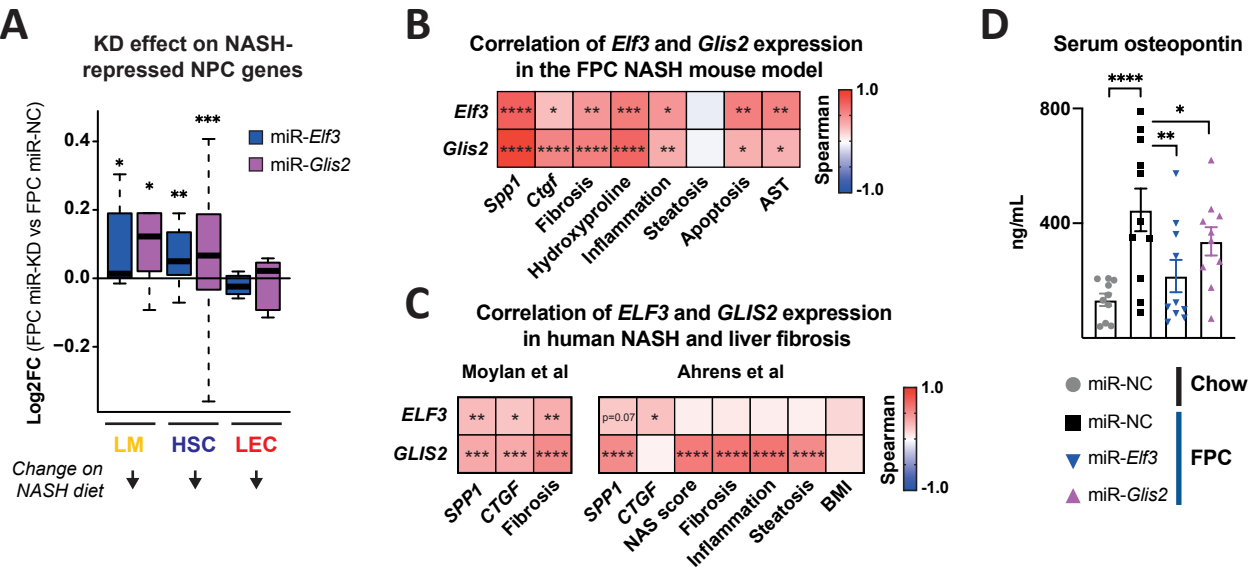 A
KD effect on NASH-
repressed NPC genes
Log2FC (FPC miR-KD vs FPC miR-NC)
0.4
0.2
0.0
−0.2
miR-Elf3
miR-Glis2
*
*
**
***
LM
HSC
LEC
Change on
NASH diet
B
Correlation of Elf3 and Glis2 expression
in the FPC NASH mouse model
Elf3
**** * ** *** * ** **
Glis2
**** **** **** **** ** * *
Spp1
Ctgf
Fibrosis
Hydroxyproline
Inflammation
Steatosis
Apoptosis
AST
Spearman
1.0
-1.0
C
Correlation of ELF3 and GLIS2 expression
in human NASH and liver fibrosis
Moylan et al
Ahrens et al
ELF3
** * ** p=0.07 *
GLIS2
*** *** **** **** **** **** **** ****
SPP1
CTGF
Fibrosis
SPP1
CTGF
NAS score
Fibrosis
Inflammation
Steatosis
BMI
Spearman
1.0
-1.0
D
Serum osteopontin
****
*
**
800
400
ng/mL
miR-NC
Chow
miR-NC
miR-Elf3
FPC
miR-Glis2